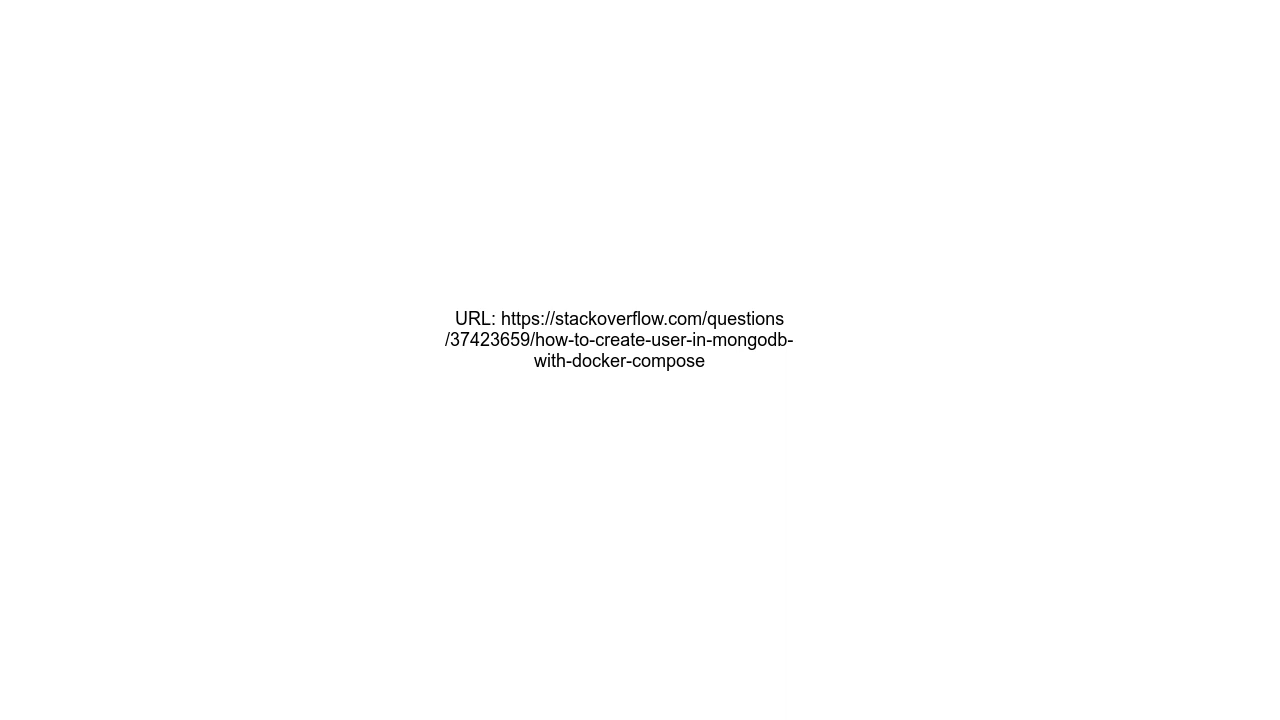 URL: https://stackoverflow.com/questions
/37423659/how-to-create-user-in-mongodb-
with-docker-compose